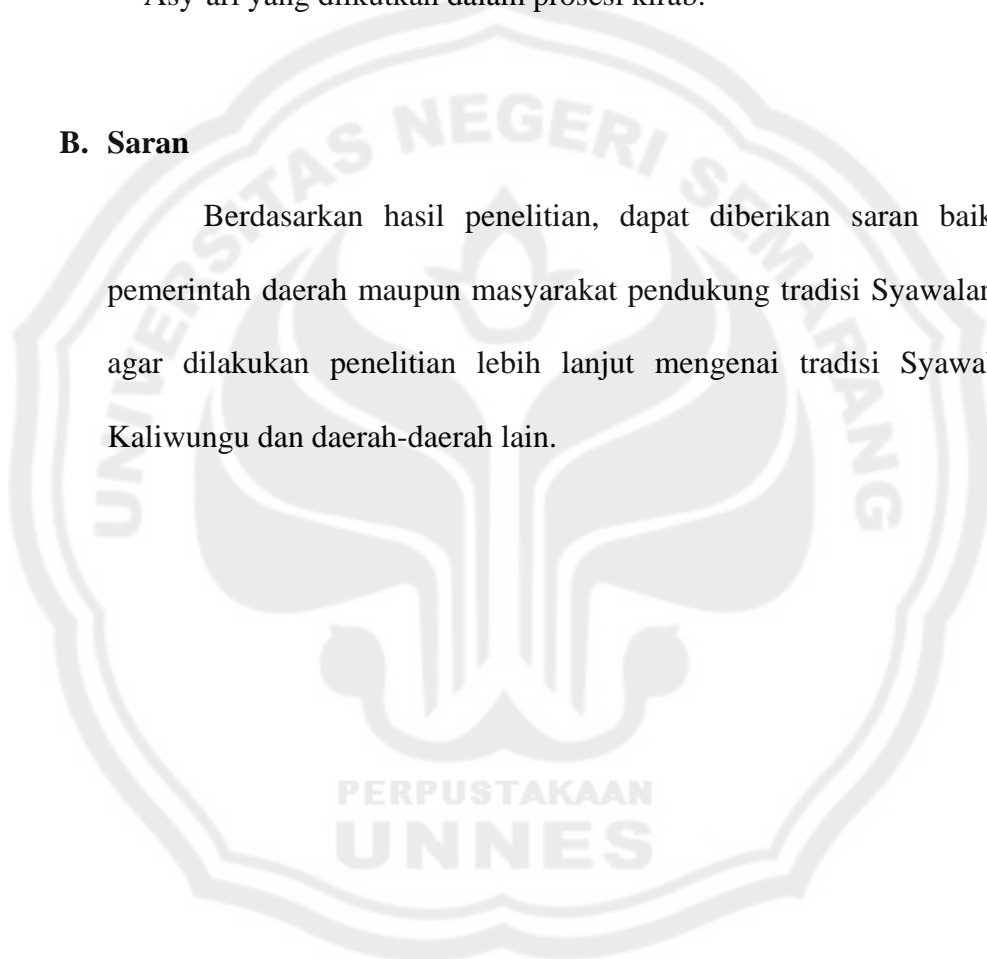 Asy'ari yang diikutkan dalam prosesi kirab.
B. Saran
Berdasarkan hasil penelitian, dapat diberikan saran baik
pemerintah daerah maupun masyarakat pendukung tradisi Syawalan
agar dilakukan penelitian lebih lanjut mengenai tradisi Syawal
Kaliwungu dan daerah-daerah lain.
UNIVERSITAS NEGERI SEMARANG
PERPUSTAKAAN
UNNES